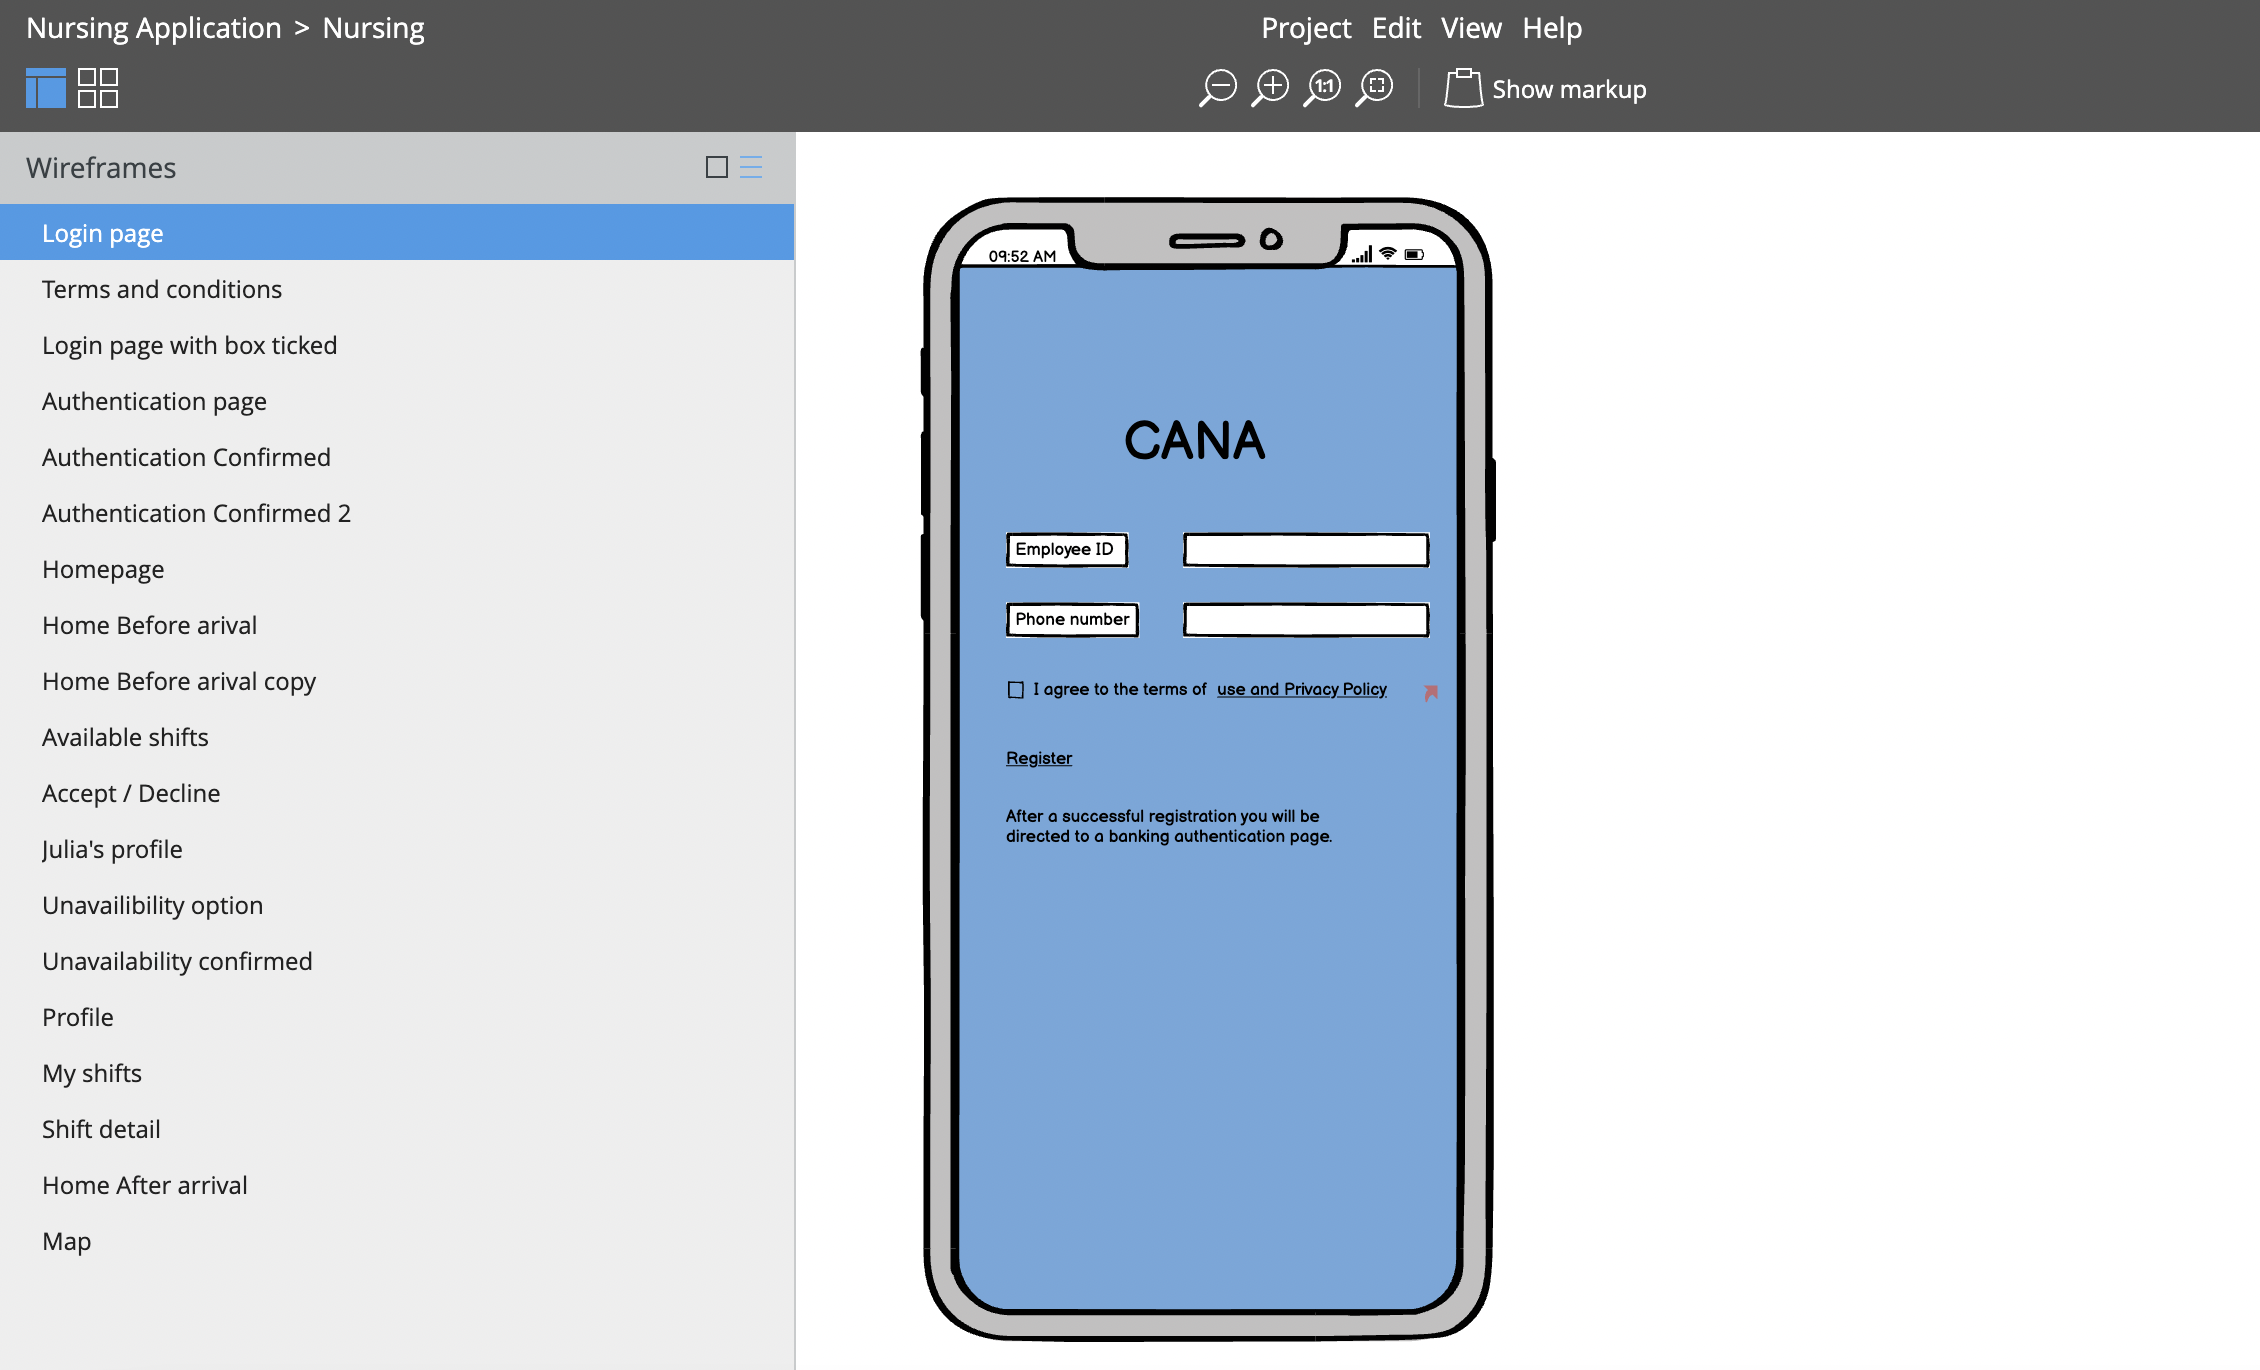 Nursing Application > Nursing
Project Edit View Help
1:1
Show markup
Wireframes
Login page
Terms and conditions
Login page with box ticked
Authentication page
Authentication Confirmed
Authentication Confirmed 2
Homepage
Home Before arival
Home Before arival copy
Available shifts
Accept / Decline
Julia's profile
Unavailibility option
Unavailability confirmed
Profile
My shifts
Shift detail
Home After arrival
Map
09:52 AM
CANA
Employee ID
Phone number
I agree to the terms of use and Privacy Policy
Register
After a successful registration you will be
directed to a banking authentication page.